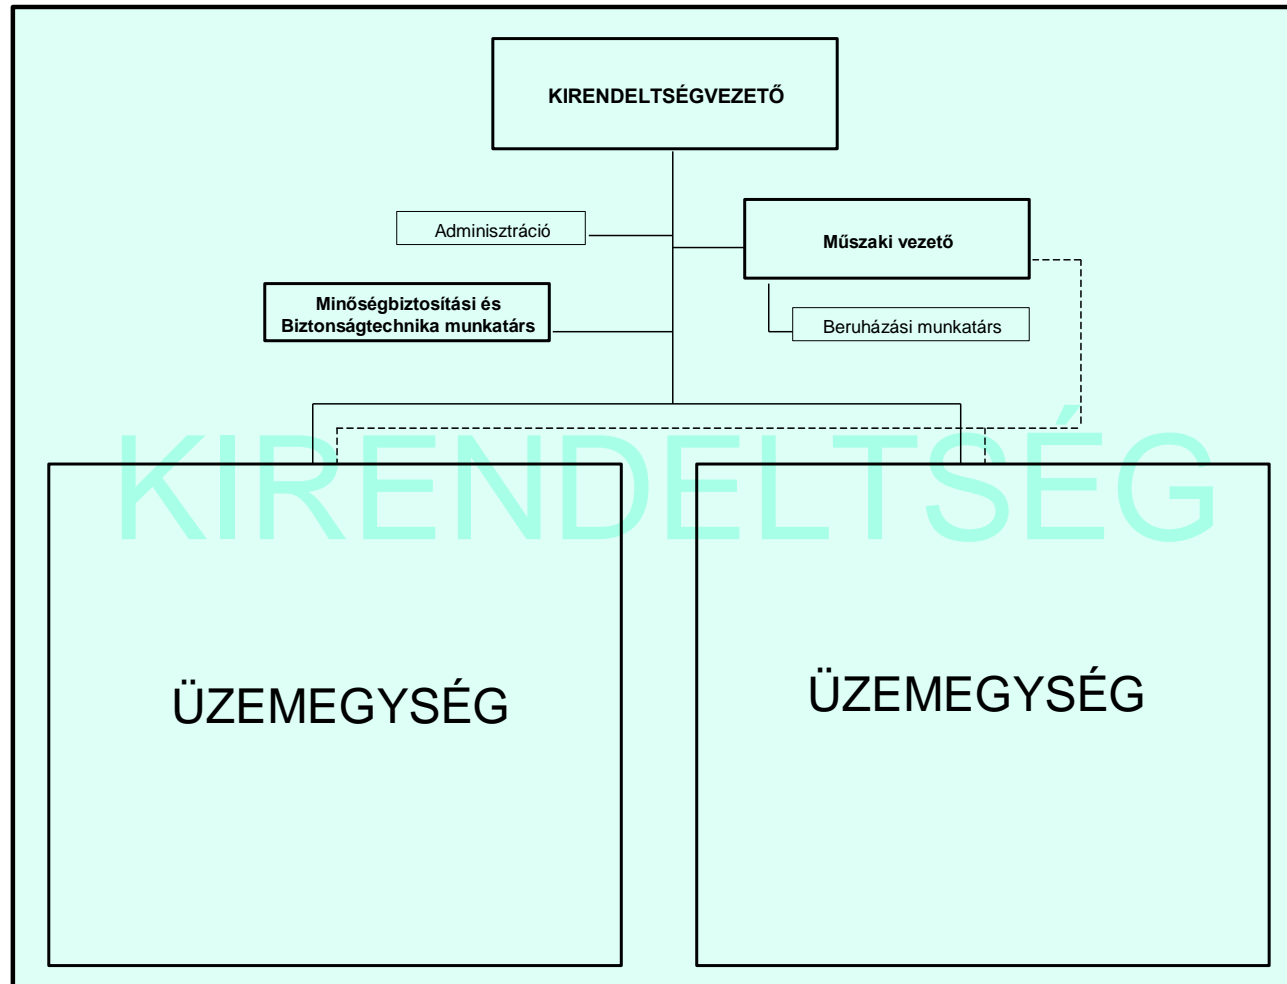 KIRENDELTSÉGVEZETŐ
Adminisztráció
Műszaki vezető
Minőségbiztosítási és
Biztonságtechnika munkatárs
Beruházási munkatárs
KIRENDELTSÉG
ÜZEMEGYSÉG
ÜZEMEGYSÉG